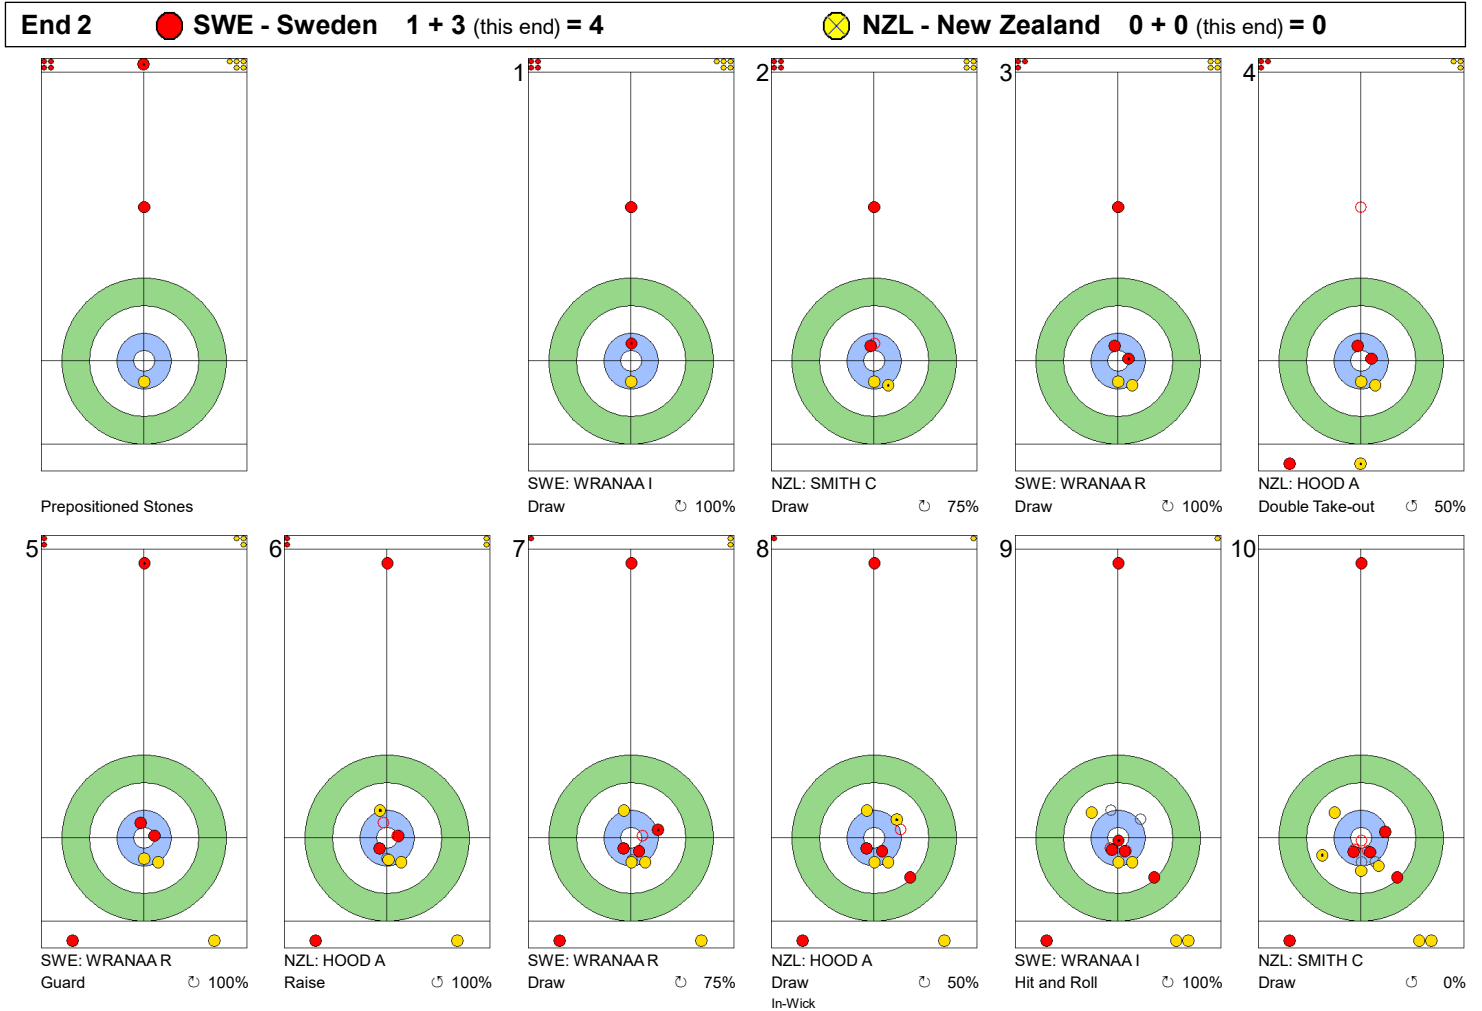 End 2 SWE - Sweden 1 + 3 (this end) = 4 NZL - New Zealand 0 + 0 (this end) = 0
Prepositioned Stones
1
SWE: WRANAA I
Draw ↻ 100%
2
NZL: SMITH C
Draw ↻ 75%
3
SWE: WRANAA R
Draw ↻ 100%
4
NZL: HOOD A
Double Take-out ↺ 50%
5
SWE: WRANAA R
Guard ↻ 100%
6
NZL: HOOD A
Raise ↺ 100%
7
SWE: WRANAA R
Draw ↻ 75%
8
NZL: HOOD A
Draw ↻ 50%
In-Wick
9
SWE: WRANAA I
Hit and Roll ↻ 100%
10
NZL: SMITH C
Draw ↺ 0%